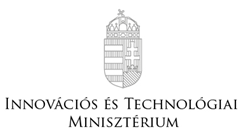 INNOVÁCIÓS ÉS TECHNOLÓGIAI
MINISZTÉRIUM